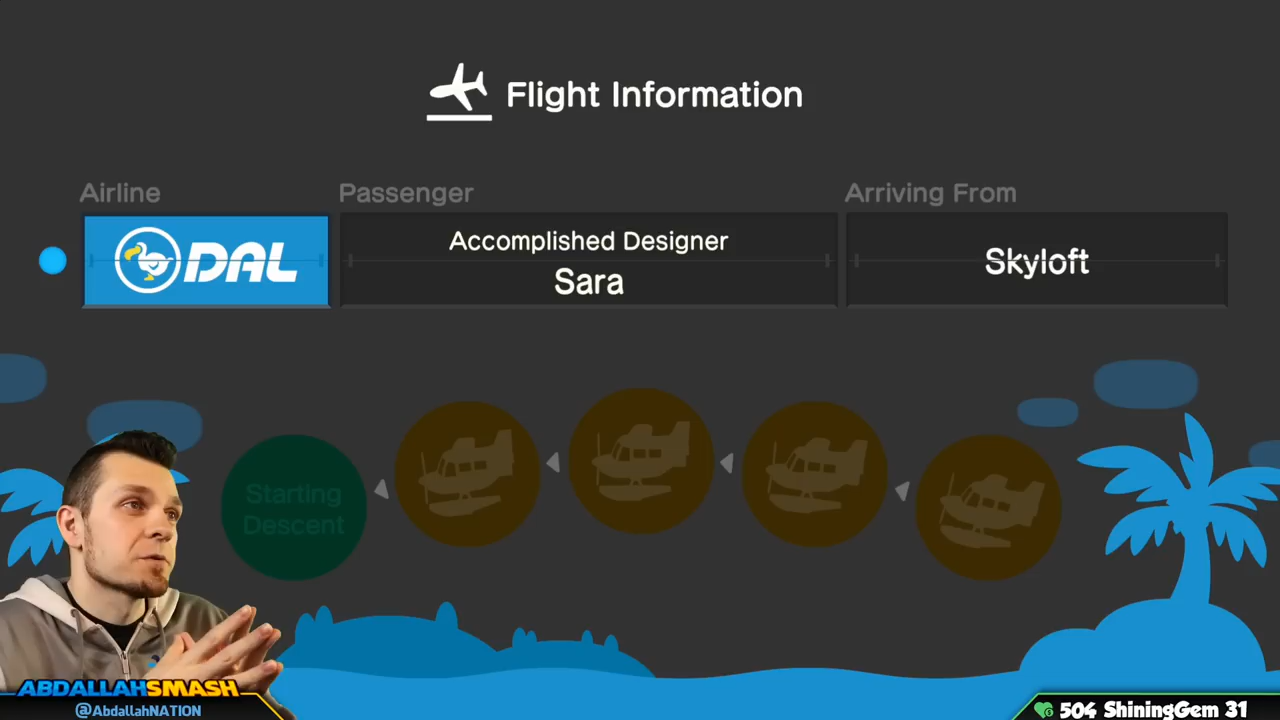 Flight Information
Airline
Passenger
Arriving From
DAL
Accomplished Designer
Sara
Skyloft
Starting
Descent
ABDALLAHSMASH
@AbdallahNATION
504 ShiningGem 31